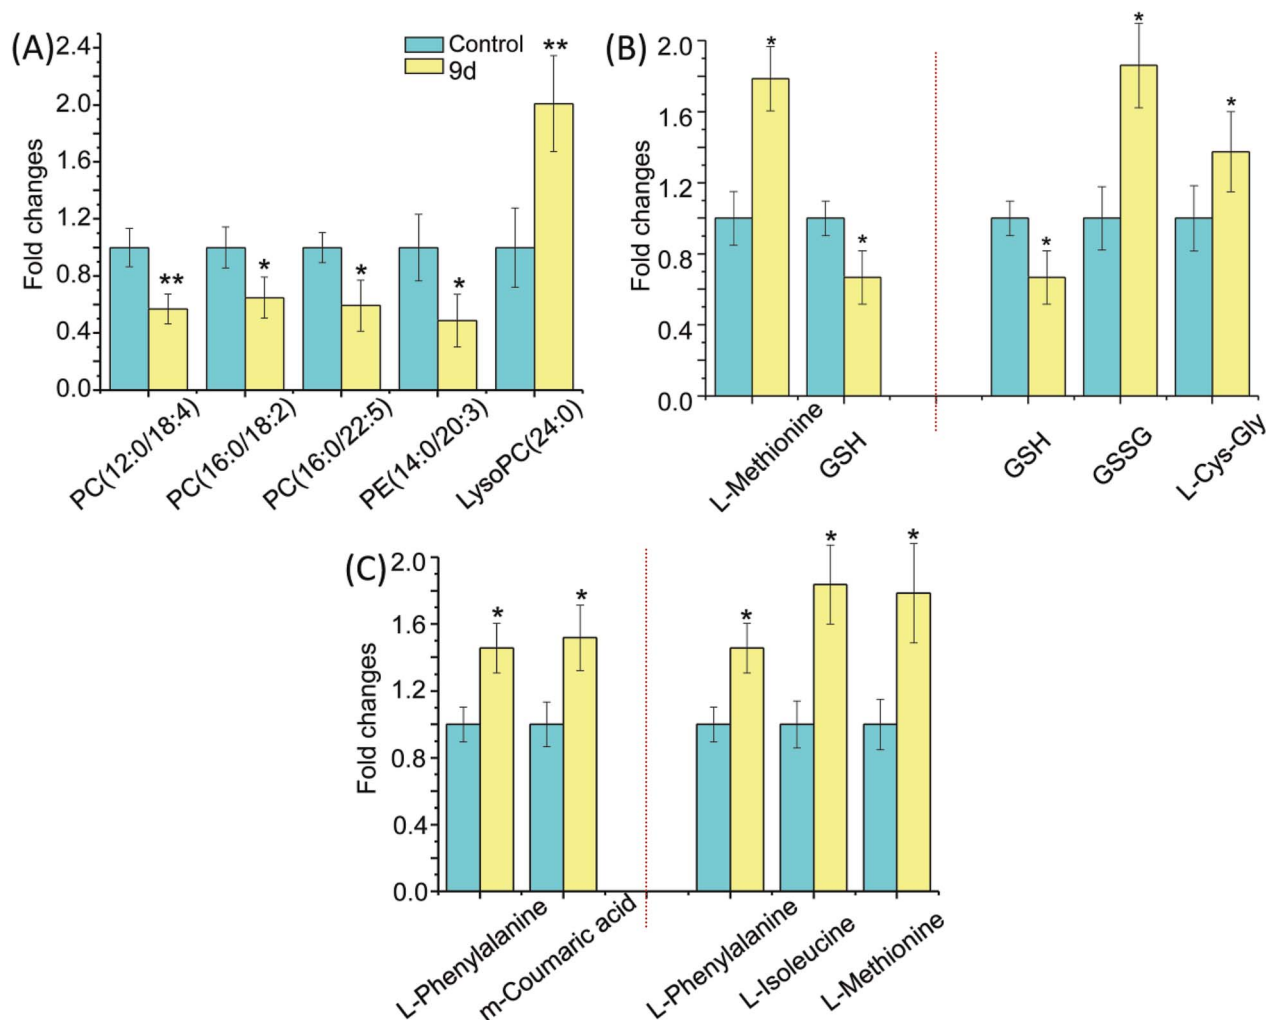 (A)
Fold changes
2.4
2.0
1.6
1.2
0.8
0.4
0.0
Control
9d
**
*
*
*
**
PC(12:0/18:4)
PC(16:0/18:2)
PC(16:0/22:5)
PE(14:0/20:3)
LysoPC(24:0)
(B)
Fold changes
2.0
1.6
1.2
0.8
0.4
0.0
*
*
*
*
*
L-Methionine
GSH
GSH
GSSG
L-Cys-Gly
(C)
Fold changes
2.0
1.6
1.2
0.8
0.4
0.0
*
*
*
*
*
L-Phenylalanine
m-Coumaric acid
L-Phenylalanine
L-Isoleucine
L-Methionine